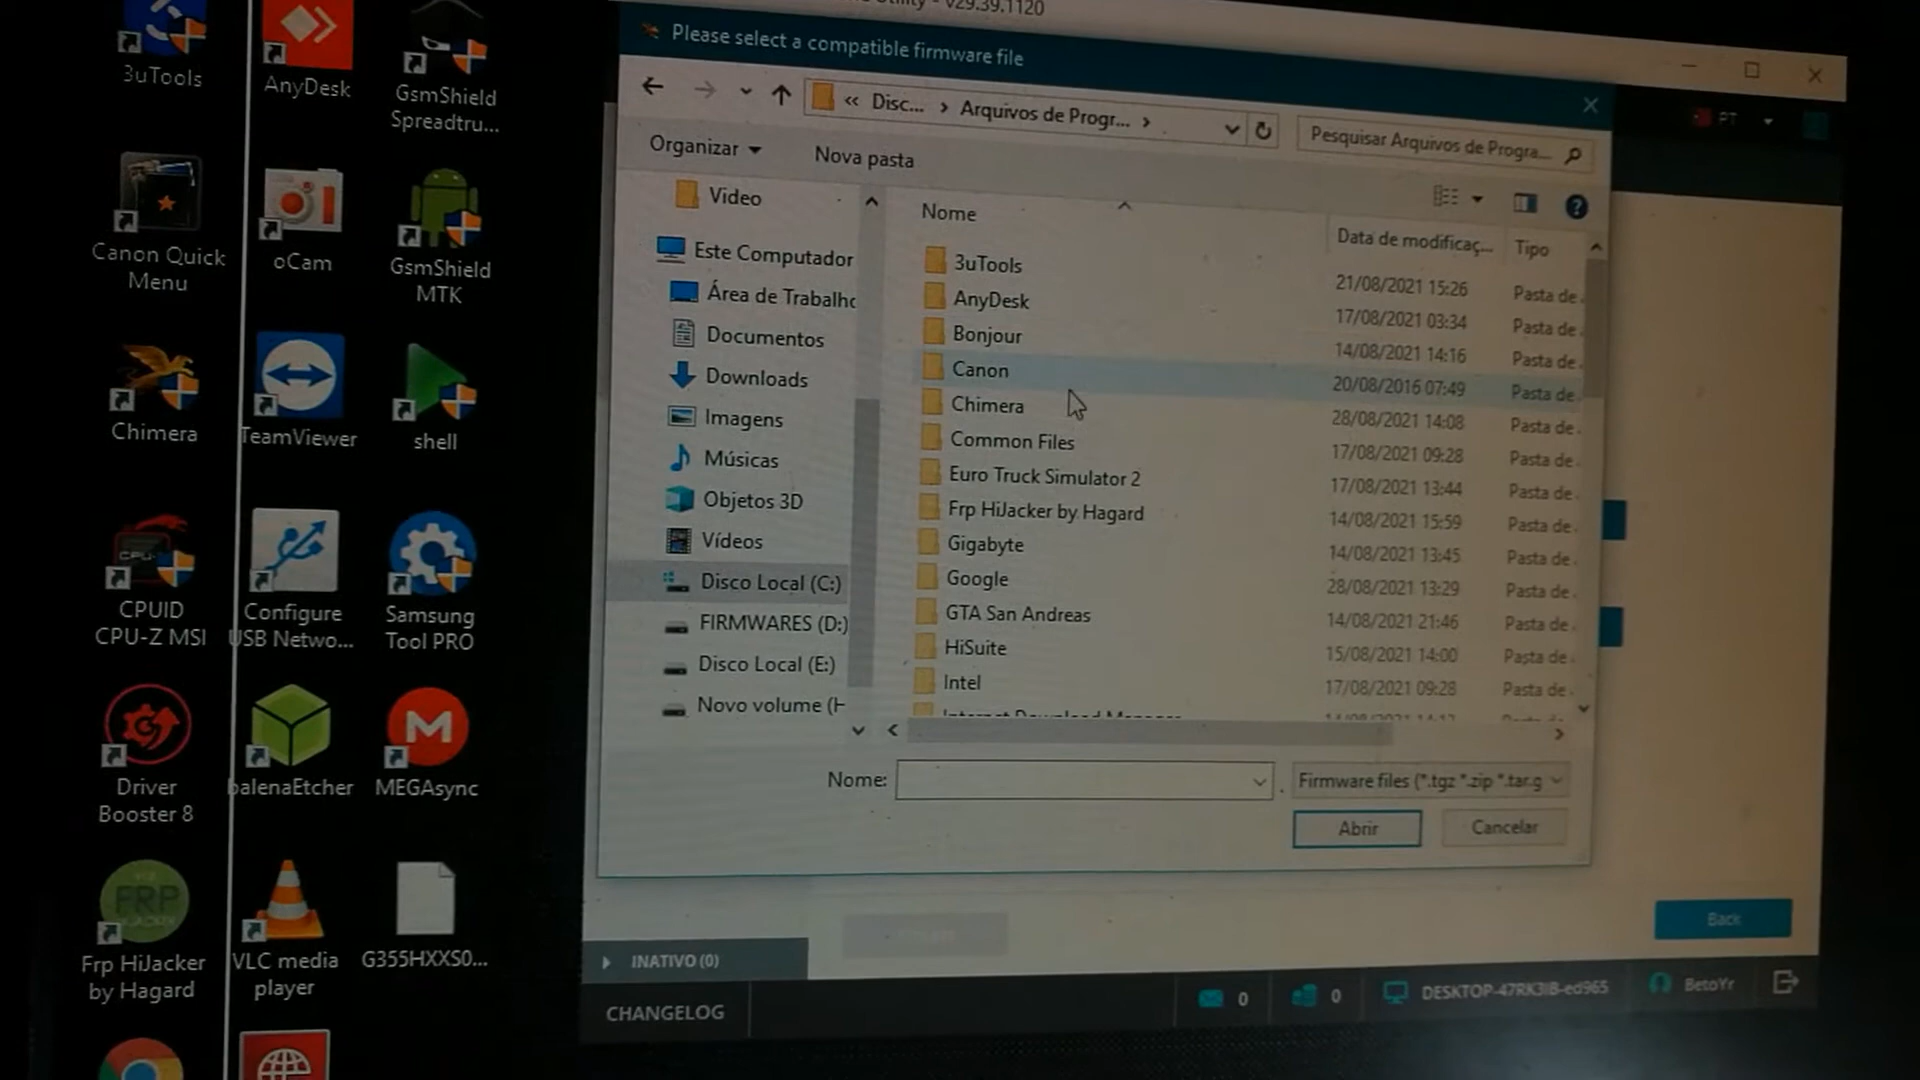 Utility - v29.39.1120
Please select a compatible firmware file
« Disc... › Arquivos de Progr... ›
Pesquisar Arquivos de Progra...
PT
Organizar
Nova pasta
Video
Este Computador
Área de Trabalho
Documentos
Downloads
Imagens
Músicas
Objetos 3D
Vídeos
Disco Local (C:)
FIRMWARES (D:)
Disco Local (E:)
Novo volume (H
Nome
Data de modificaç...
Tipo
3uTools 21/08/2021 15:26 Pasta de
AnyDesk 17/08/2021 03:34 Pasta de
Bonjour 14/08/2021 14:16 Pasta de
Canon 20/08/2016 07:49 Pasta de
Chimera 28/08/2021 14:08 Pasta de
Common Files 17/08/2021 09:28 Pasta de
Euro Truck Simulator 2 17/08/2021 13:44 Pasta de
Frp HiJacker by Hagard 14/08/2021 15:59 Pasta de
Gigabyte 14/08/2021 13:45 Pasta de
Google 28/08/2021 13:29 Pasta de
GTA San Andreas 14/08/2021 21:46 Pasta de
HiSuite 15/08/2021 14:00 Pasta de
Intel 17/08/2021 09:28 Pasta de
Internet Download Manager
Nome:
Firmware files (*.tgz *.zip *.tar.g
Abrir
Cancelar
Back
INATIVO (0)
CHANGELOG
0
0
DESKTOP-47RK3IB-ed965
BetoYr
3uTools
AnyDesk
GsmShield
Spreadtru...
Canon Quick
Menu
oCam
GsmShield
MTK
Chimera
TeamViewer
shell
CPUID
CPU-Z MSI
Configure
USB Netwo...
Samsung
Tool PRO
Driver
Booster 8
balenaEtcher
MEGAsync
FRP
Frp HiJacker
by Hagard
VLC media
player
G355HXXS0...